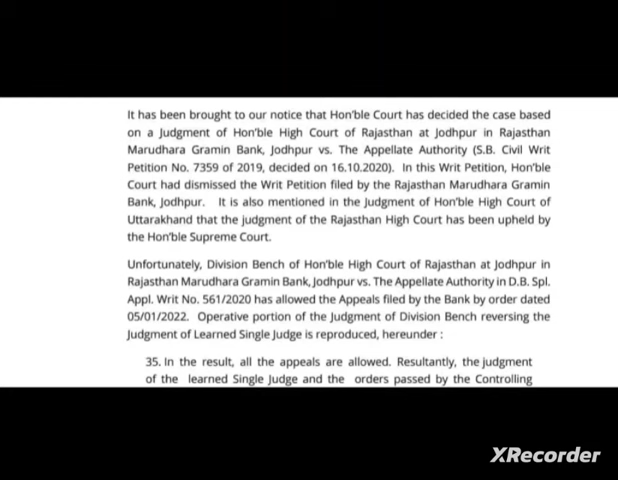 It has been brought to our notice that Hon'ble Court has decided the case based
on a Judgment of Hon'ble High Court of Rajasthan at Jodhpur in Rajasthan
Marudhara Gramin Bank, Jodhpur vs. The Appellate Authority (S.B. Civil Writ
Petition No. 7359 of 2019, decided on 16.10.2020). In this Writ Petition, Hon'ble
Court had dismissed the Writ Petition filed by the Rajasthan Marudhara Gramin
Bank, Jodhpur. It is also mentioned in the Judgment of Hon'ble High Court of
Uttarakhand that the judgment of the Rajasthan High Court has been upheld by
the Hon'ble Supreme Court.
Unfortunately, Division Bench of Hon'ble High Court of Rajasthan at Jodhpur in
Rajasthan Marudhara Gramin Bank, Jodhpur vs. The Appellate Authority in D.B. Spl.
Appl. Writ No. 561/2020 has allowed the Appeals filed by the Bank by order dated
05/01/2022. Operative portion of the Judgment of Division Bench reversing the
Judgment of Learned Single Judge is reproduced, hereunder :
35. In the result, all the appeals are allowed. Resultantly, the judgment
of the learned Single Judge and the orders passed by the Controlling
XRecorder